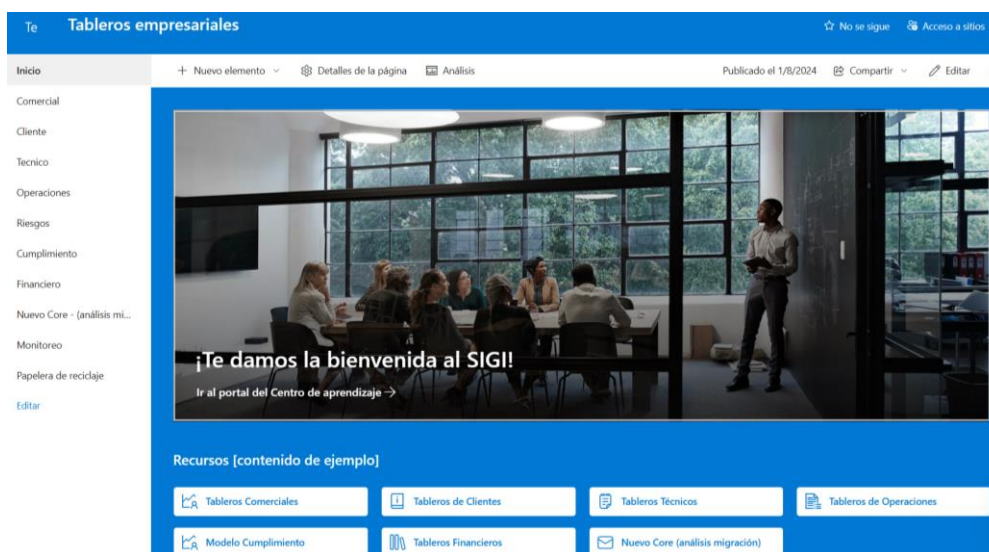 Te Tableros empresariales
No se sigue Acceso a sitios
Inicio
Nuevo elemento Detalles de la página Análisis
Publicado el 1/8/2024 Compartir Editar
Comercial
Cliente
Tecnico
Operaciones
Riesgos
Cumplimiento
Financiero
Nuevo Core - (análisis mi...
Monitoreo
Papelera de reciclaje
Editar
¡Te damos la bienvenida al SIGI!
Ir al portal del Centro de aprendizaje →
Recursos [contenido de ejemplo]
Tableros Comerciales Tableros de Clientes Tableros Técnicos Tableros de Operaciones
Modelo Cumplimiento Tableros Financieros Nuevo Core (análisis migración)